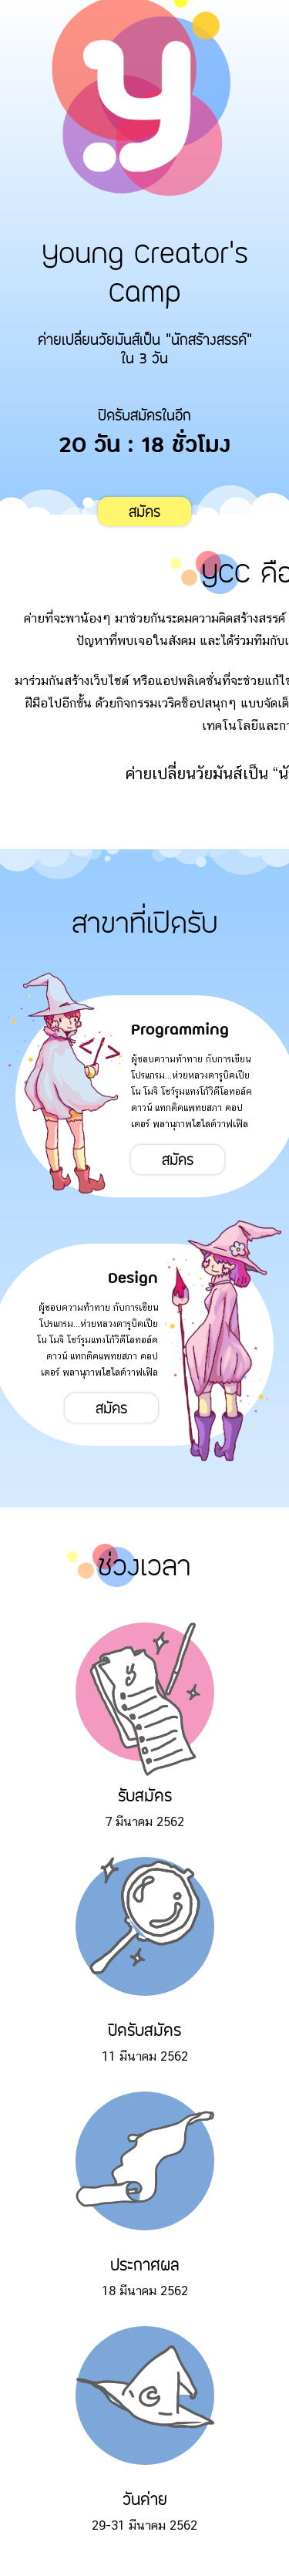 y
Young Creator's
Camp
ค่ายเปลี่ยนวัยมันส์เป็น "นักสร้างสรรค์"
ใน 3 วัน
ปิดรับสมัครในอีก
20 วัน : 18 ชั่วโมง
สมัคร
YCC คือ
ค่ายที่จะพาน้องๆ มาช่วยกันระดมความคิดสร้างสรรค์
ปัญหาที่พบเจอในสังคม และได้ร่วมทีมกับ
มาร่วมกันสร้างเว็บไซต์ หรือแอปพลิเคชั่นที่จะช่วยแก้ไข
ฝีมือไปอีกขั้น ด้วยกิจกรรมเวริคช็อปสนุกๆ แบบจัดเต็
เทคโนโลยีและกา
ค่ายเปลี่ยนวัยมันส์เป็น “นั
สาขาที่เปิดรับ
Programming
ผู้ชอบความท้าทาย กับการเขียน
โปรแกรม...ห่วยหลวงดารุบิคเปีย
โน โมจิ โชว์รูมแทงโก้วิดีโอทอล์ค
ดาวน์ แทกติคแพทยสภา คอป
เตอร์ พลานุภาพไฮไลต์วาฟเฟิล
สมัคร
Design
ผู้ชอบความท้าทาย กับการเขียน
โปรแกรม...ห่วยหลวงดารุบิคเปีย
โน โมจิ โชว์รูมแทงโก้วิดีโอทอล์ค
ดาวน์ แทกติคแพทยสภา คอป
เตอร์ พลานุภาพไฮไลต์วาฟเฟิล
สมัคร
ช่วงเวลา
รับสมัคร
7 มีนาคม 2562
ปิดรับสมัคร
11 มีนาคม 2562
ประกาศผล
18 มีนาคม 2562
วันค่าย
29-31 มีนาคม 2562